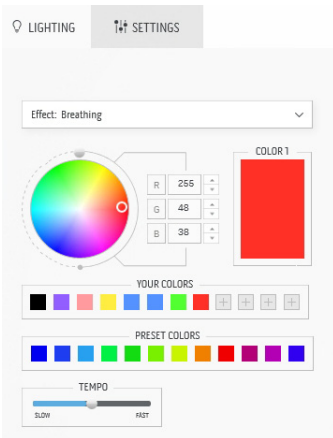 LIGHTING SETTINGS
Effect: Breathing
COLOR 1
R 255
G 48
B 38
YOUR COLORS
PRESET COLORS
TEMPO
SLOW FAST